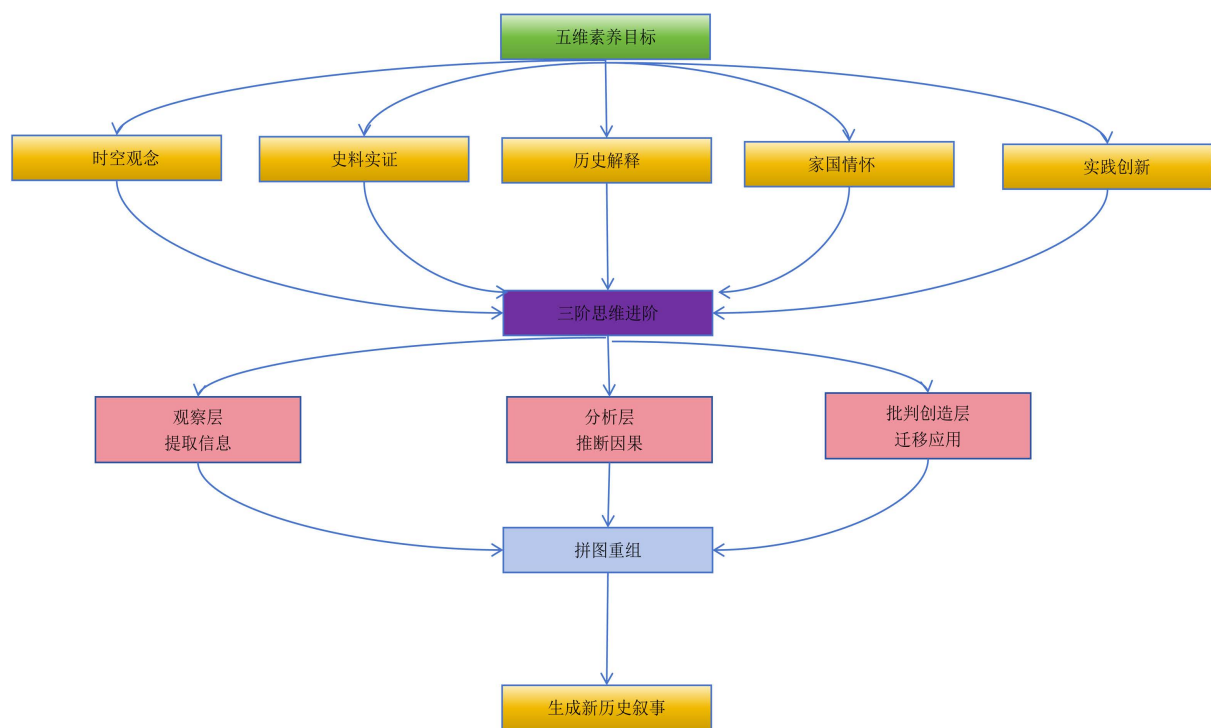 五维素养目标
时空观念
史料实证
历史解释
家国情怀
实践创新
三阶思维进阶
观察层
提取信息
分析层
推断因果
批判创造层
迁移应用
拼图重组
生成新历史叙事